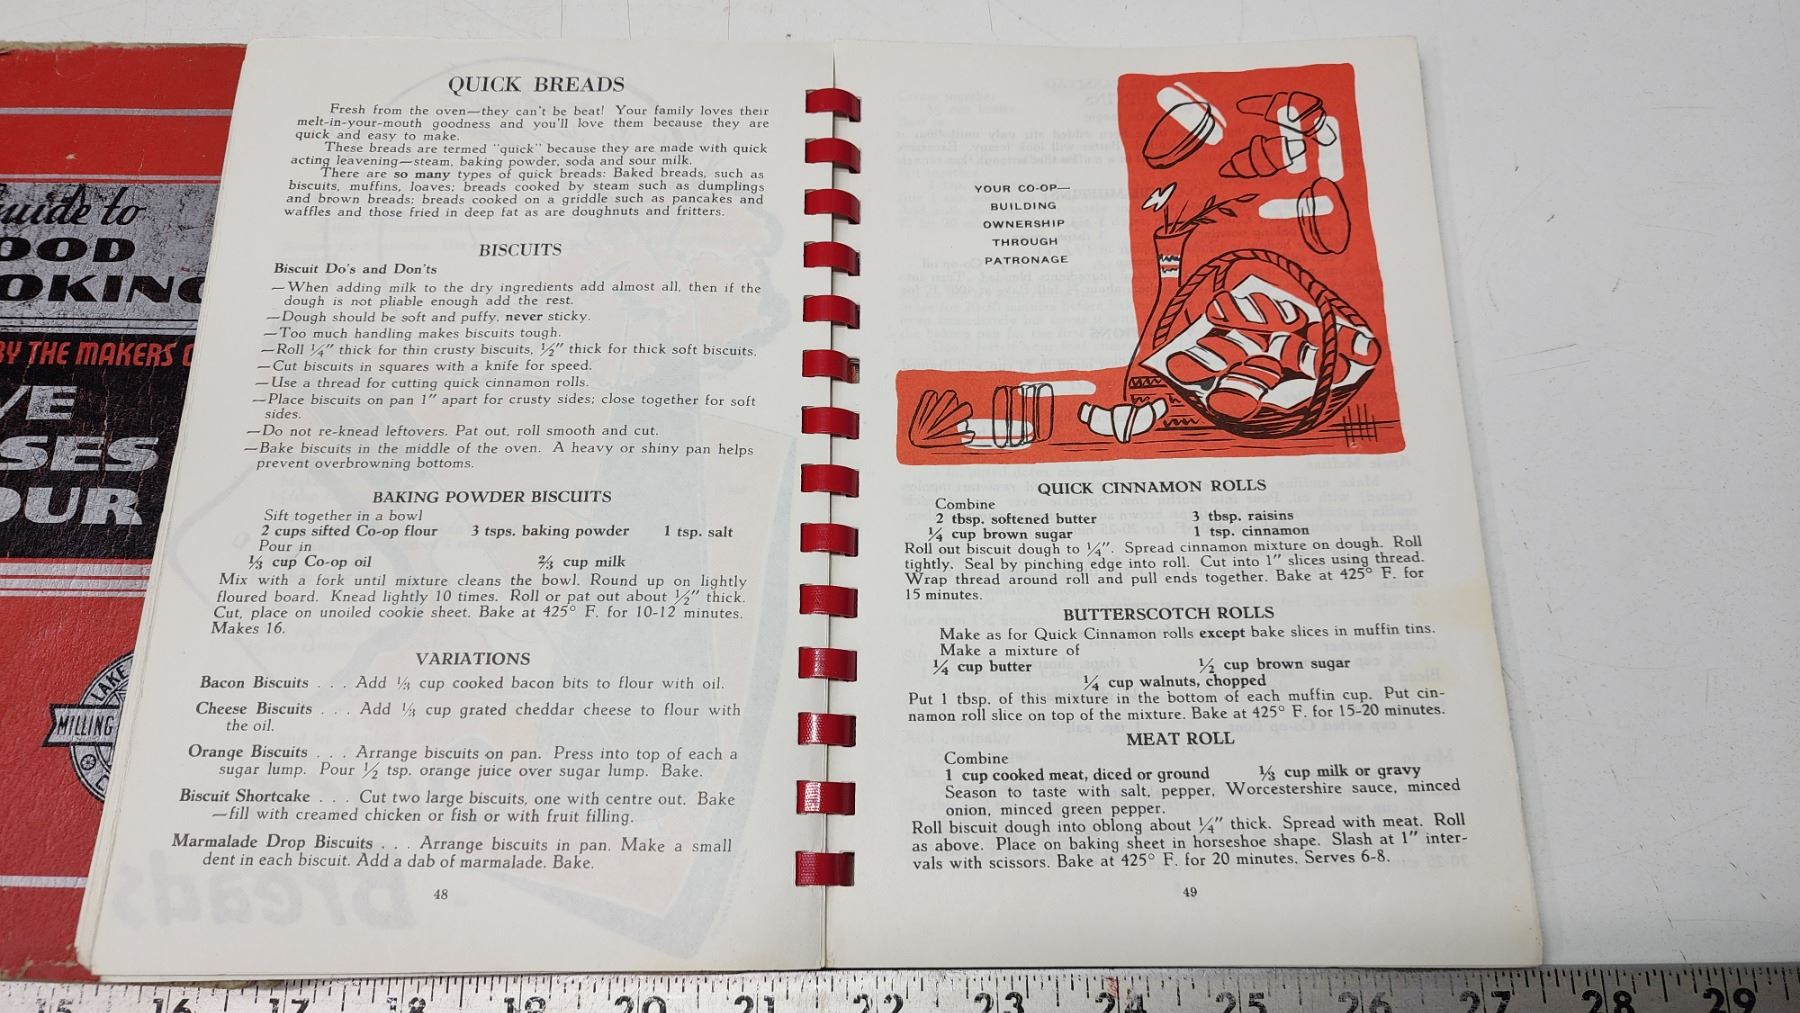 Guide to
OOD
OKING
BY THE MAKERS O
VE
SES
OUR
LAKE
MILLING
QUICK BREADS
Fresh from the oven—they can't be beat! Your family loves their
melt-in-your-mouth goodness and you'll love them because they are
quick and easy to make.
These breads are termed "quick" because they are made with quick
acting leavening—steam, baking powder, soda and sour milk.
There are so many types of quick breads: Baked breads, such as
biscuits, muffins, loaves; breads cooked by steam such as dumplings
and brown breads; breads cooked on a griddle such as pancakes and
waffles and those fried in deep fat as are doughnuts and fritters.
BISCUITS
Biscuit Do's and Don'ts
—When adding milk to the dry ingredients add almost all, then if the
dough is not pliable enough add the rest.
—Dough should be soft and puffy, never sticky.
—Too much handling makes biscuits tough.
—Roll ¼" thick for thin crusty biscuits, ½" thick for thick soft biscuits.
—Cut biscuits in squares with a knife for speed.
—Use a thread for cutting quick cinnamon rolls.
—Place biscuits on pan 1" apart for crusty sides; close together for soft
sides.
—Do not re-knead leftovers. Pat out, roll smooth and cut.
—Bake biscuits in the middle of the oven. A heavy or shiny pan helps
prevent overbrowning bottoms.
BAKING POWDER BISCUITS
Sift together in a bowl
2 cups sifted Co-op flour 3 tsps. baking powder 1 tsp. salt
Pour in
⅓ cup Co-op oil ⅔ cup milk
Mix with a fork until mixture cleans the bowl. Round up on lightly
floured board. Knead lightly 10 times. Roll or pat out about ½" thick.
Cut, place on unoiled cookie sheet. Bake at 425° F. for 10-12 minutes.
Makes 16.
VARIATIONS
Bacon Biscuits . . . Add ⅓ cup cooked bacon bits to flour with oil.
Cheese Biscuits . . . Add ⅓ cup grated cheddar cheese to flour with
the oil.
Orange Biscuits . . . Arrange biscuits on pan. Press into top of each a
sugar lump. Pour ½ tsp. orange juice over sugar lump. Bake.
Biscuit Shortcake . . . Cut two large biscuits, one with centre out. Bake
—fill with creamed chicken or fish or with fruit filling.
Marmalade Drop Biscuits . . . Arrange biscuits in pan. Make a small
dent in each biscuit. Add a dab of marmalade. Bake.
48
YOUR CO-OP—
BUILDING
OWNERSHIP
THROUGH
PATRONAGE
QUICK CINNAMON ROLLS
Combine
2 tbsp. softened butter 3 tbsp. raisins
¼ cup brown sugar 1 tsp. cinnamon
Roll out biscuit dough to ¼". Spread cinnamon mixture on dough. Roll
tightly. Seal by pinching edge into roll. Cut into 1" slices using thread.
Wrap thread around roll and pull ends together. Bake at 425° F. for
15 minutes.
BUTTERSCOTCH ROLLS
Make as for Quick Cinnamon rolls except bake slices in muffin tins.
Make a mixture of
¼ cup butter ½ cup brown sugar
¼ cup walnuts, chopped
Put 1 tbsp. of this mixture in the bottom of each muffin cup. Put cin-
namon roll slice on top of the mixture. Bake at 425° F. for 15-20 minutes.
MEAT ROLL
Combine
1 cup cooked meat, diced or ground ⅓ cup milk or gravy
Season to taste with salt, pepper, Worcestershire sauce, minced
onion, minced green pepper.
Roll biscuit dough into oblong about ¼" thick. Spread with meat. Roll
as above. Place on baking sheet in horseshoe shape. Slash at 1" inter-
vals with scissors. Bake at 425° F. for 20 minutes. Serves 6-8.
49
15 16 17 18 19 20 21 22 23 24 25 26 27 28 29